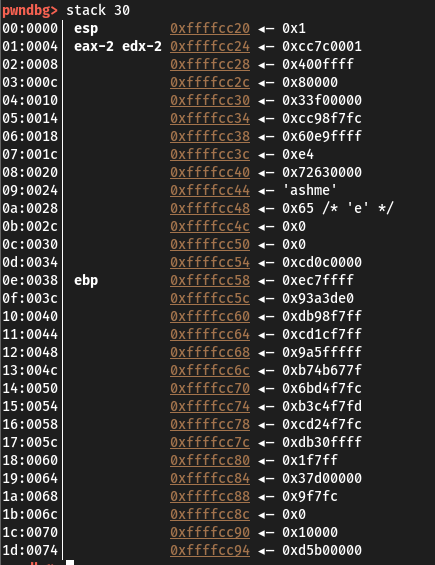 pwndbg> stack 30
00:0000│ esp 0xffffcc20 ◂— 0x1
01:0004│ eax-2 edx-2 0xffffcc24 ◂— 0xcc7c0001
02:0008│ 0xffffcc28 ◂— 0x400ffff
03:000c│ 0xffffcc2c ◂— 0x80000
04:0010│ 0xffffcc30 ◂— 0x33f00000
05:0014│ 0xffffcc34 ◂— 0xcc98f7fc
06:0018│ 0xffffcc38 ◂— 0x60e9ffff
07:001c│ 0xffffcc3c ◂— 0xe4
08:0020│ 0xffffcc40 ◂— 0x72630000
09:0024│ 0xffffcc44 ◂— 'ashme'
0a:0028│ 0xffffcc48 ◂— 0x65 /* 'e' */
0b:002c│ 0xffffcc4c ◂— 0x0
0c:0030│ 0xffffcc50 ◂— 0x0
0d:0034│ 0xffffcc54 ◂— 0xcd0c0000
0e:0038│ ebp 0xffffcc58 ◂— 0xec7ffff
0f:003c│ 0xffffcc5c ◂— 0x93a3de0
10:0040│ 0xffffcc60 ◂— 0xdb98f7ff
11:0044│ 0xffffcc64 ◂— 0xcd1cf7ff
12:0048│ 0xffffcc68 ◂— 0x9a5fffff
13:004c│ 0xffffcc6c ◂— 0xb74b677f
14:0050│ 0xffffcc70 ◂— 0x6bd4f7fc
15:0054│ 0xffffcc74 ◂— 0xb3c4f7fd
16:0058│ 0xffffcc78 ◂— 0xcd24f7fc
17:005c│ 0xffffcc7c ◂— 0xdb30ffff
18:0060│ 0xffffcc80 ◂— 0x1f7ff
19:0064│ 0xffffcc84 ◂— 0x37d00000
1a:0068│ 0xffffcc88 ◂— 0x9f7fc
1b:006c│ 0xffffcc8c ◂— 0x0
1c:0070│ 0xffffcc90 ◂— 0x10000
1d:0074│ 0xffffcc94 ◂— 0xd5b00000